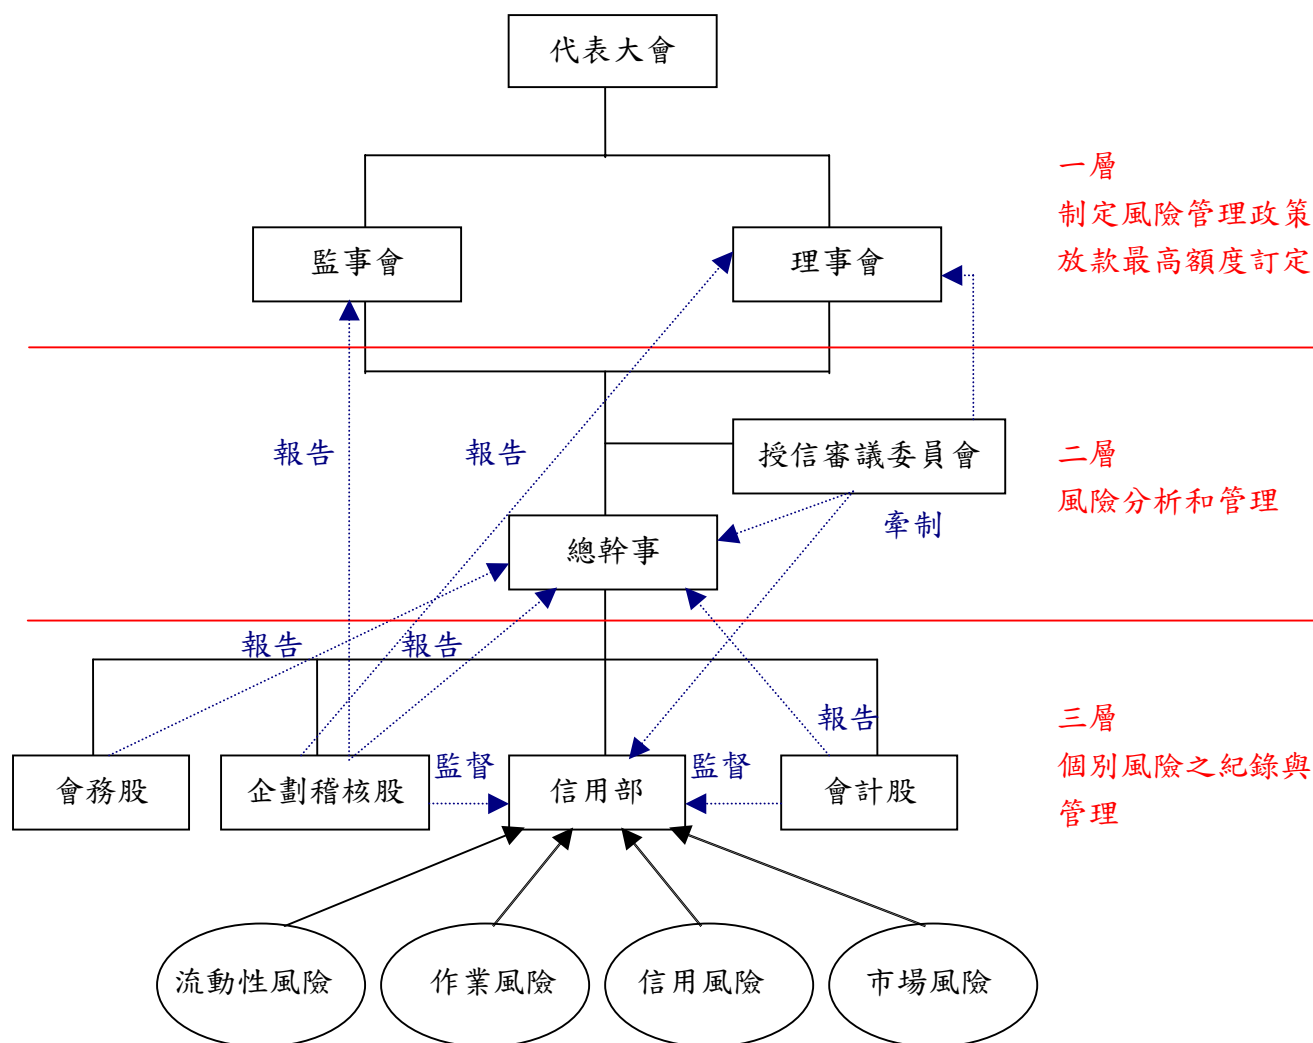 代表大會
一層
制定風險管理政策
放款最高額度訂定
監事會
理事會
報告
報告
授信審議委員會
二層
風險分析和管理
牽制
總幹事
報告
報告
報告
三層
個別風險之紀錄與
管理
會務股
企劃稽核股
監督
信用部
監督
會計股
流動性風險
作業風險
信用風險
市場風險